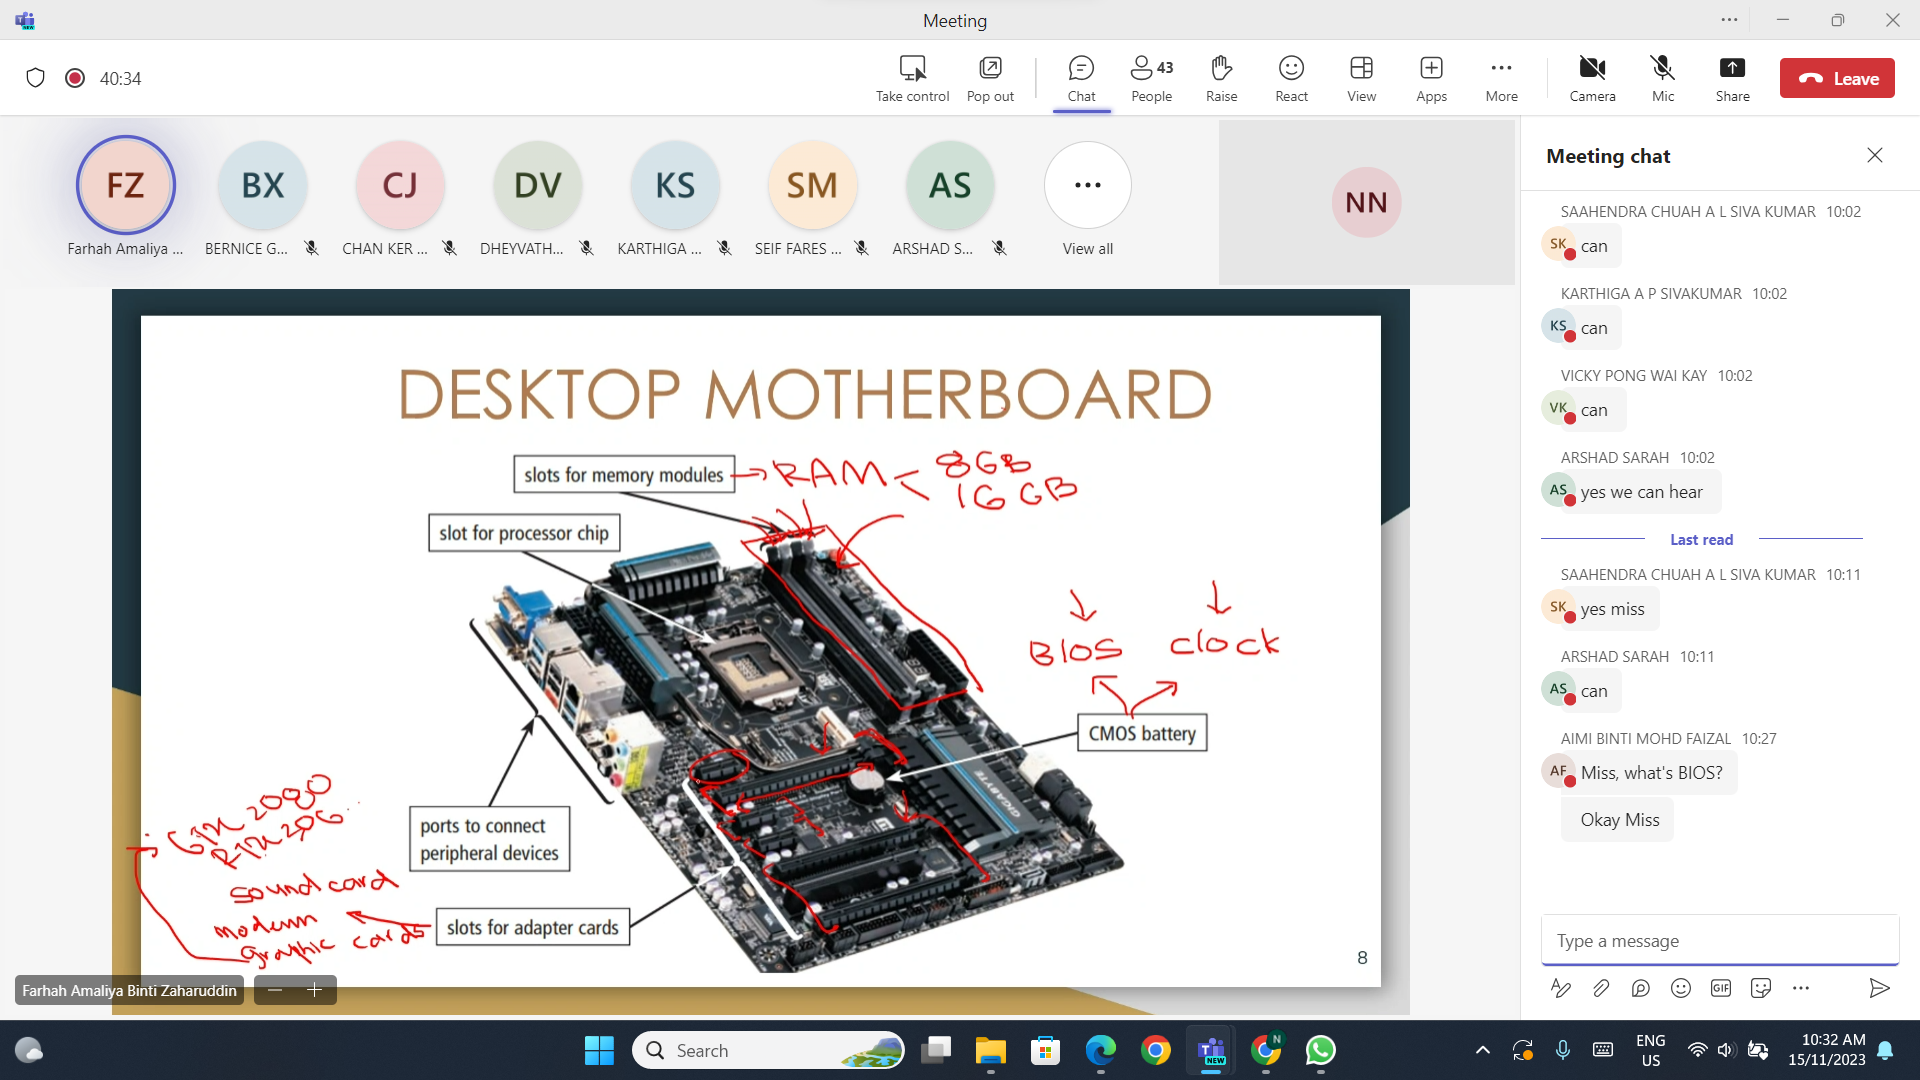 Meeting
40:34
Take control
Pop out
Chat
43
People
Raise
React
View
Apps
More
Camera
Mic
Share
Leave
FZ
BX
CJ
DV
KS
SM
AS
NN
Farhah Amaliya ...
BERNICE G...
CHAN KER ...
DHEYVATH...
KARTHIGA ...
SEIF FARES ...
ARSHAD S...
View all
DESKTOP MOTHERBOARD
slots for memory modules
RAM
8GB
16 GB
slot for processor chip
BIOS
clock
CMOS battery
GIGABYTE
ports to connect
peripheral devices
GTX 2080
sound card
modem
graphic cards
slots for adapter cards
8
Farhah Amaliya Binti Zaharuddin
Meeting chat
SAAHENDRA CHUAH A L SIVA KUMAR 10:02
SK
can
KARTHIGA A P SIVAKUMAR 10:02
KS
can
VICKY PONG WAI KAY 10:02
VK
can
ARSHAD SARAH 10:02
AS
yes we can hear
Last read
SAAHENDRA CHUAH A L SIVA KUMAR 10:11
SK
yes miss
ARSHAD SARAH 10:11
AS
can
AIMI BINTI MOHD FAIZAL 10:27
AF
Miss, what's BIOS?
Okay Miss
Type a message
GIF
Search
NEW
N
ENG
US
10:32 AM
15/11/2023